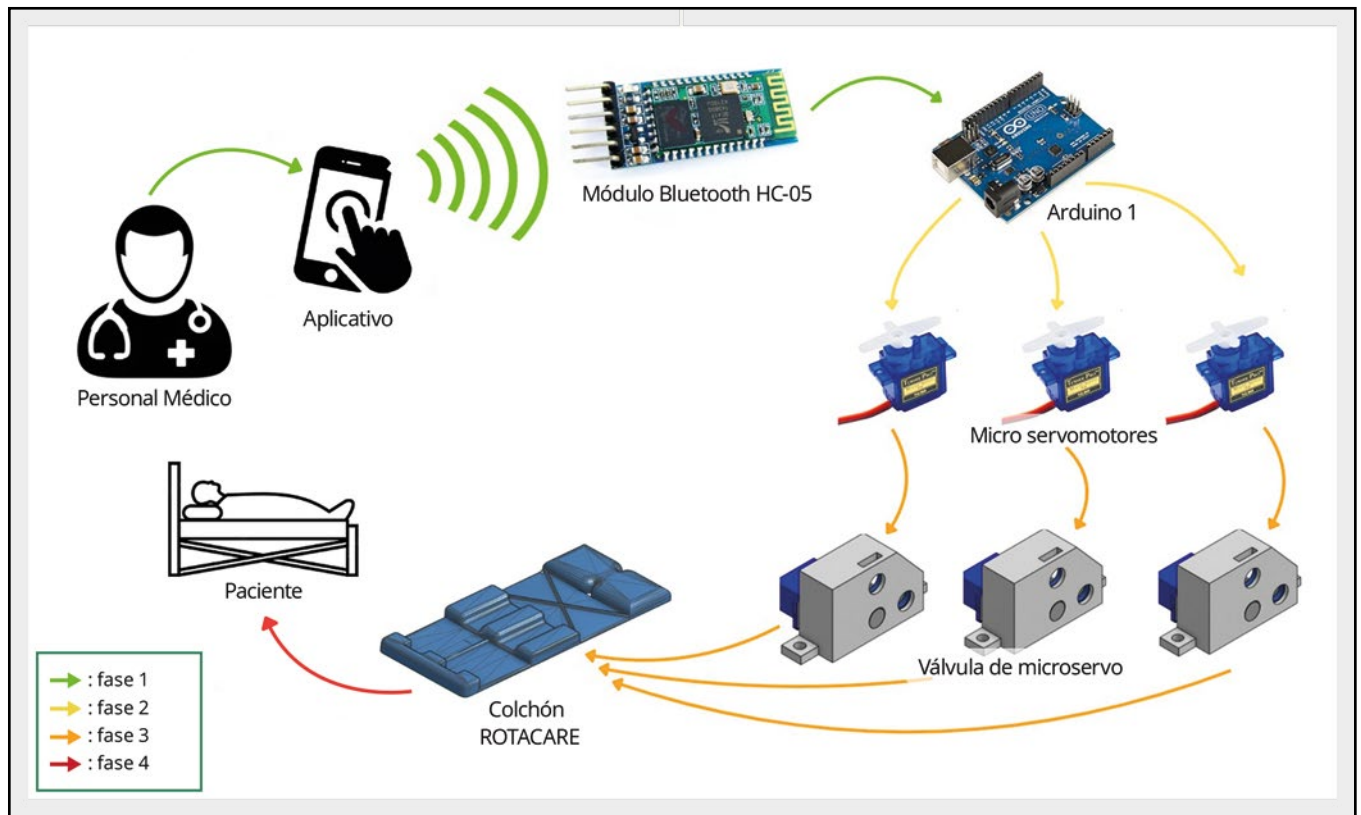 Módulo Bluetooth HC-05
Arduino 1
UNO
Aplicativo
Personal Médico
Micro servomotores
Paciente
Válvula de microservo
Colchón
ROTACARE
: fase 1
: fase 2
: fase 3
: fase 4